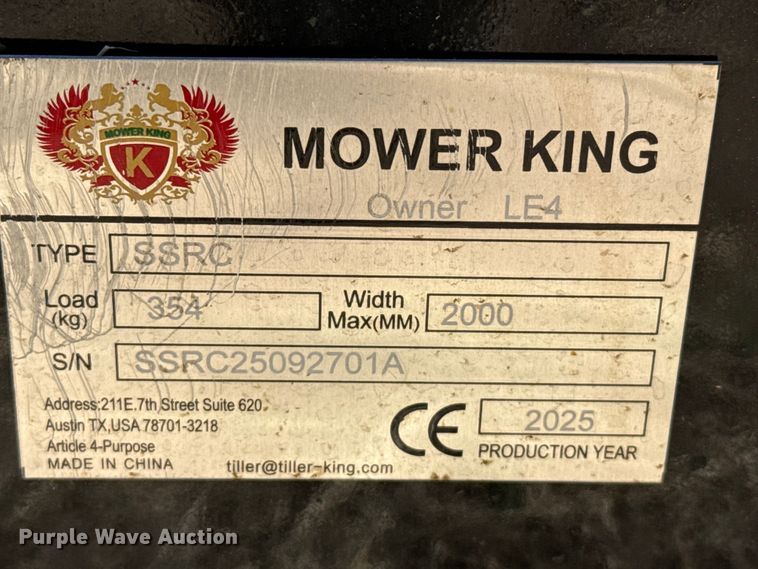 MOWER KING
K
MOWER KING
Owner LE4
TYPE SSRC
Load (kg) 354 Width Max(MM) 2000
S/N SSRC25092701A
Address:211E.7th Street Suite 620
Austin TX,USA 78701-3218
Article 4-Purpose
MADE IN CHINA
tiller@tiller-king.com
CE
2025
PRODUCTION YEAR
Purple Wave Auction